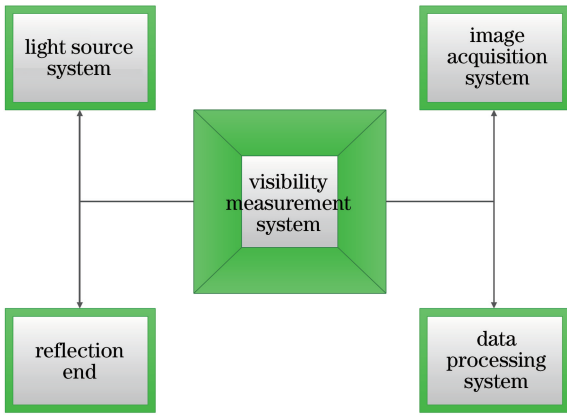 light source
system
image
acquisition
system
visibility
measurement
system
reflection
end
data
processing
system